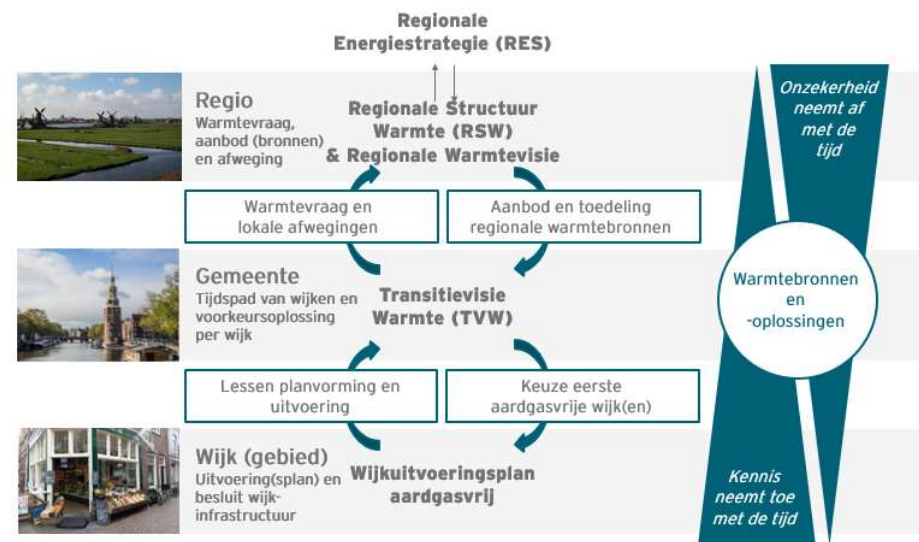 Regionale
Energiestrategie (RES)
Regio
Warmtevraag,
aanbod (bronnen)
en afweging
Regionale Structuur
Warmte (RSW)
& Regionale Warmtevisie
Onzekerheid
neemt af
met de
tijd
Warmtevraag en
lokale afwegingen
Aanbod en toedeling
regionale warmtebronnen
Gemeente
Tijdspad van wijken en
voorkeursoplossing
per wijk
Transitievisie
Warmte (TVW)
Warmtebronnen
en
-oplossingen
Lessen planvorming en
uitvoering
Keuze eerste
aardgasvrije wijk(en)
Wijk (gebied)
Uitvoering(splan) en
besluit wijk-
infrastructuur
Wijkuitvoeringsplan
aardgasvrij
Kennis
neemt toe
met de tijd